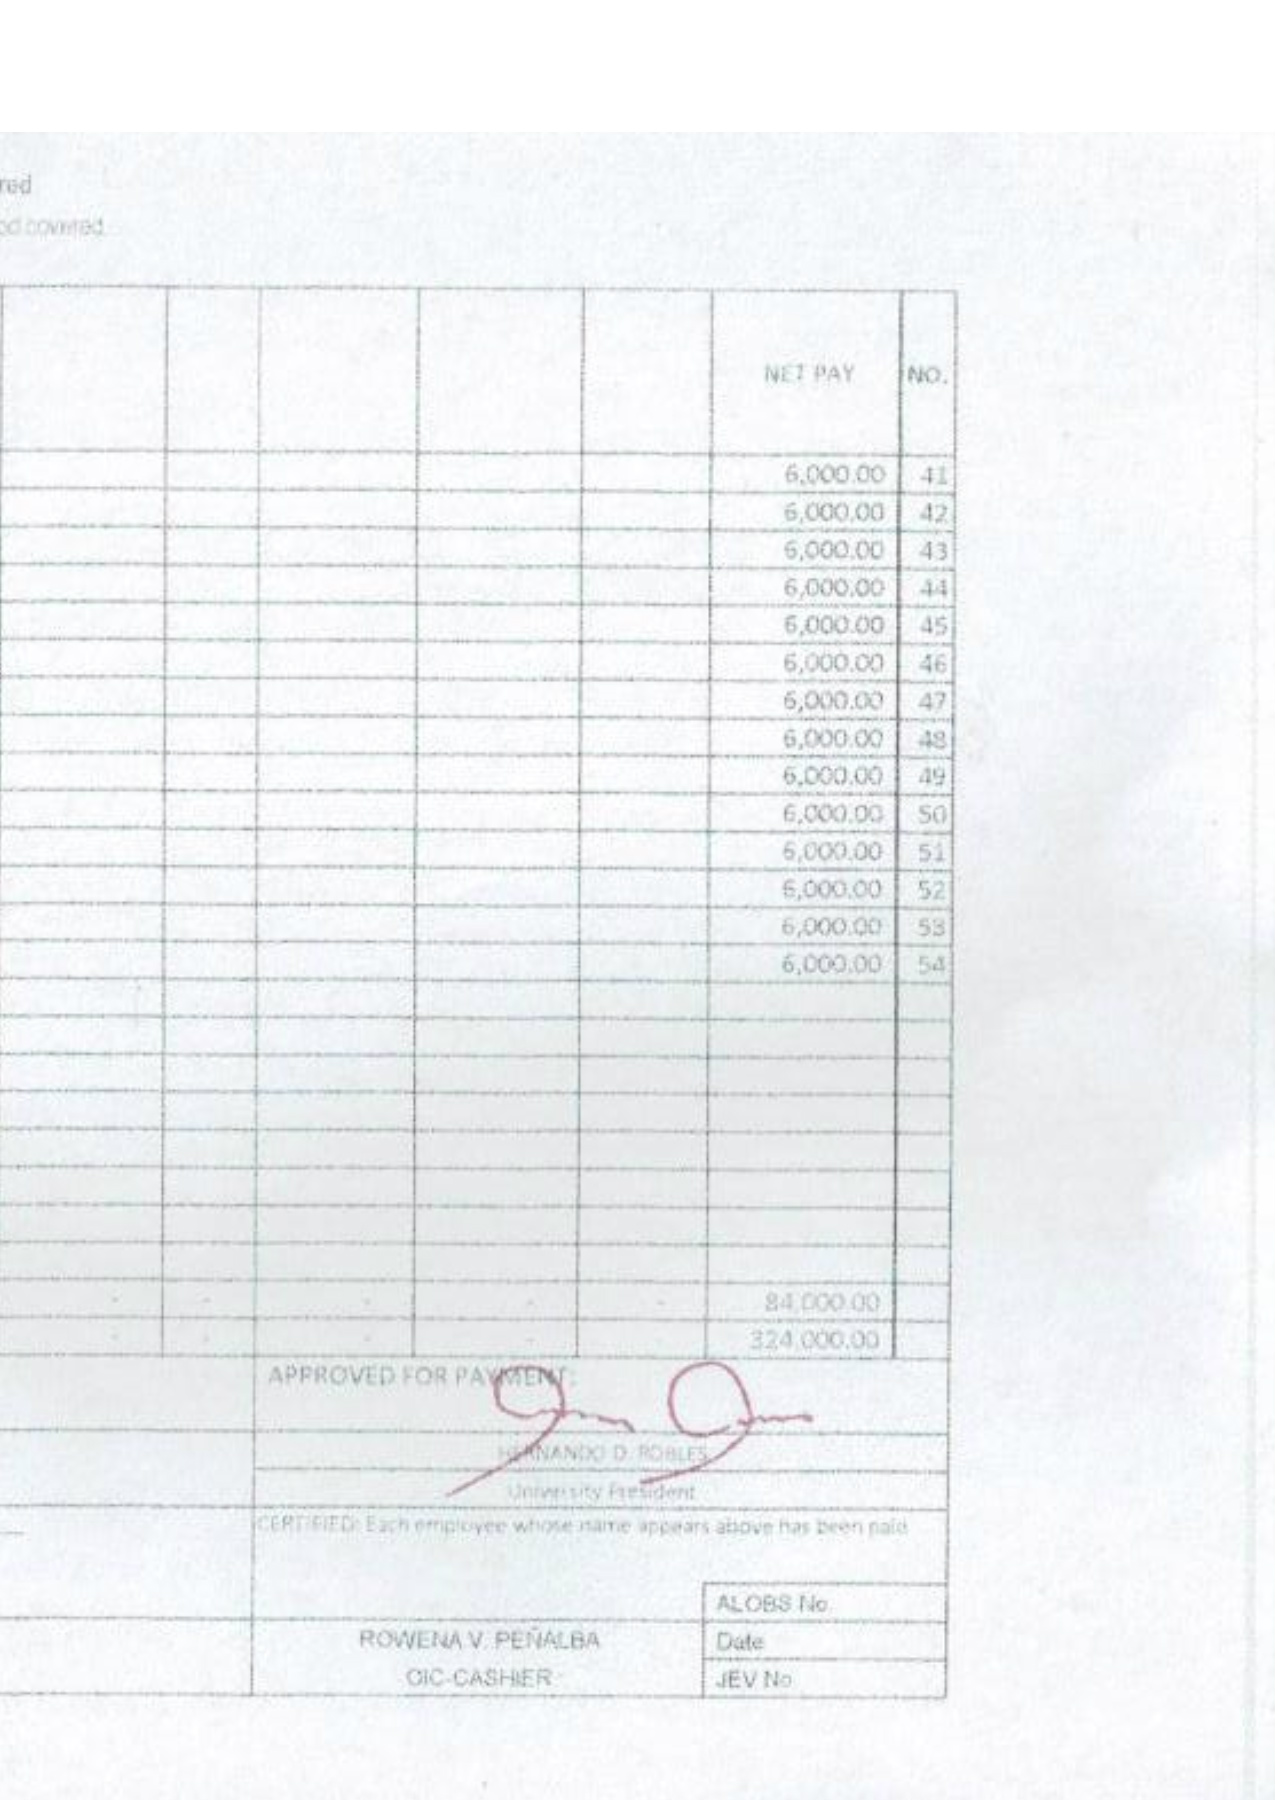 red
od covered
NET PAY NO.
6,000.00 41
6,000.00 42
6,000.00 43
6,000.00 44
6,000.00 45
6,000.00 46
6,000.00 47
6,000.00 48
6,000.00 49
6,000.00 50
6,000.00 51
6,000.00 52
6,000.00 53
6,000.00 54
84,000.00
324,000.00
APPROVED FOR PAYMENT:
HERNANDO D. ROBLES
University President
CERTIFIED: Each employee whose name appears above has been paid
ALOBS No.
ROWENA V. PEÑALBA Date
OIC-CASHIER JEV No